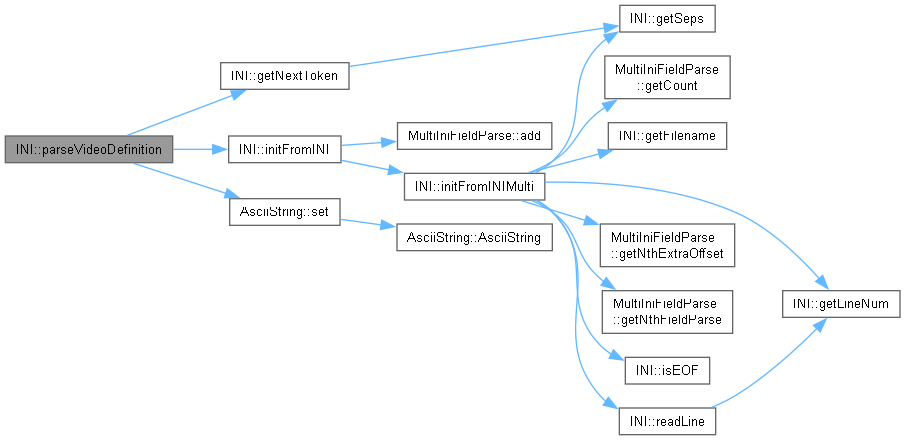 INI::parseVideoDefinition
INI::getNextToken
INI::initFromINI
AsciiString::set
MultiIniFieldParse::add
INI::initFromINIMulti
AsciiString::AsciiString
INI::getSeps
MultiIniFieldParse
::getCount
INI::getFilename
MultiIniFieldParse
::getNthExtraOffset
MultiIniFieldParse
::getNthFieldParse
INI::isEOF
INI::readLine
INI::getLineNum